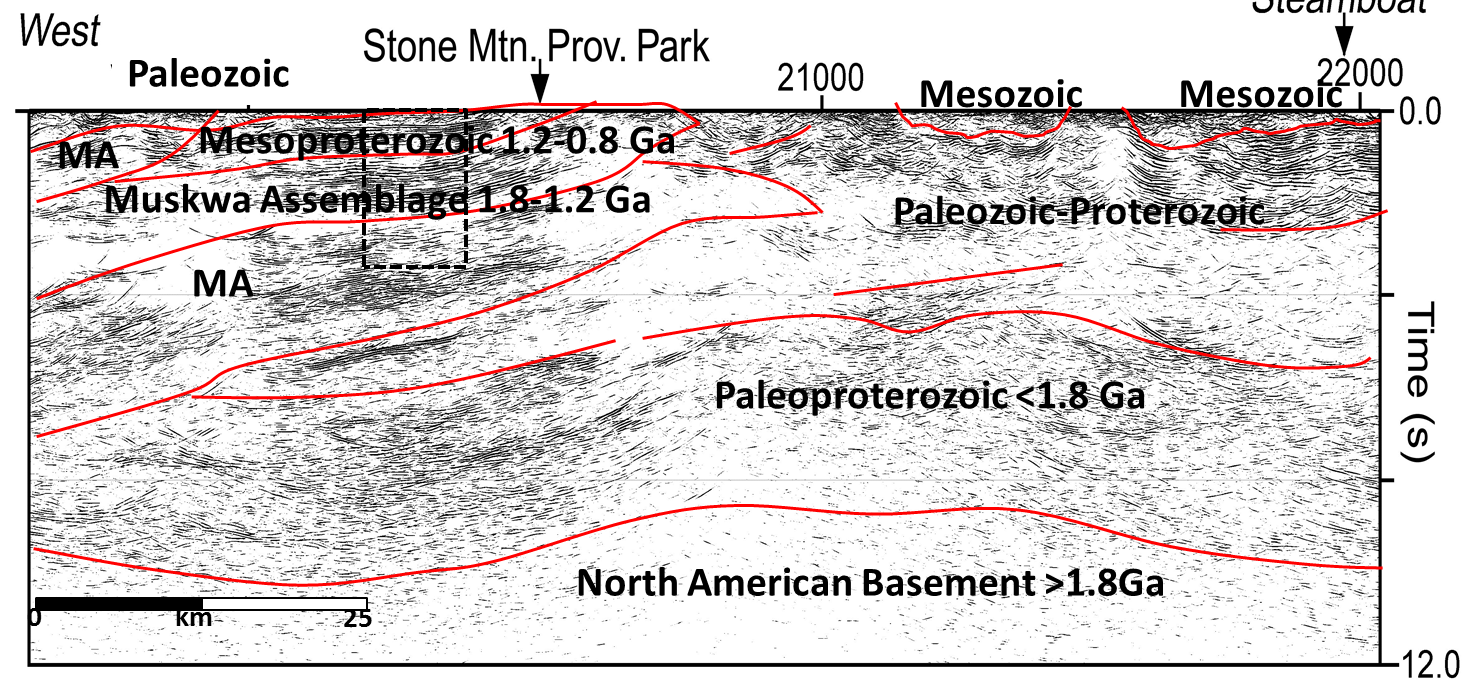 Steamboat
West
Stone Mtn. Prov. Park
Paleozoic
21000
22000
Mesozoic
Mesozoic
0.0
Mesoproterozoic 1.2-0.8 Ga
MA
Muskwa Assemblage 1.8-1.2 Ga
Paleozoic-Proterozoic
MA
Time (s)
Paleoproterozoic <1.8 Ga
North American Basement >1.8Ga
0 km 25
12.0